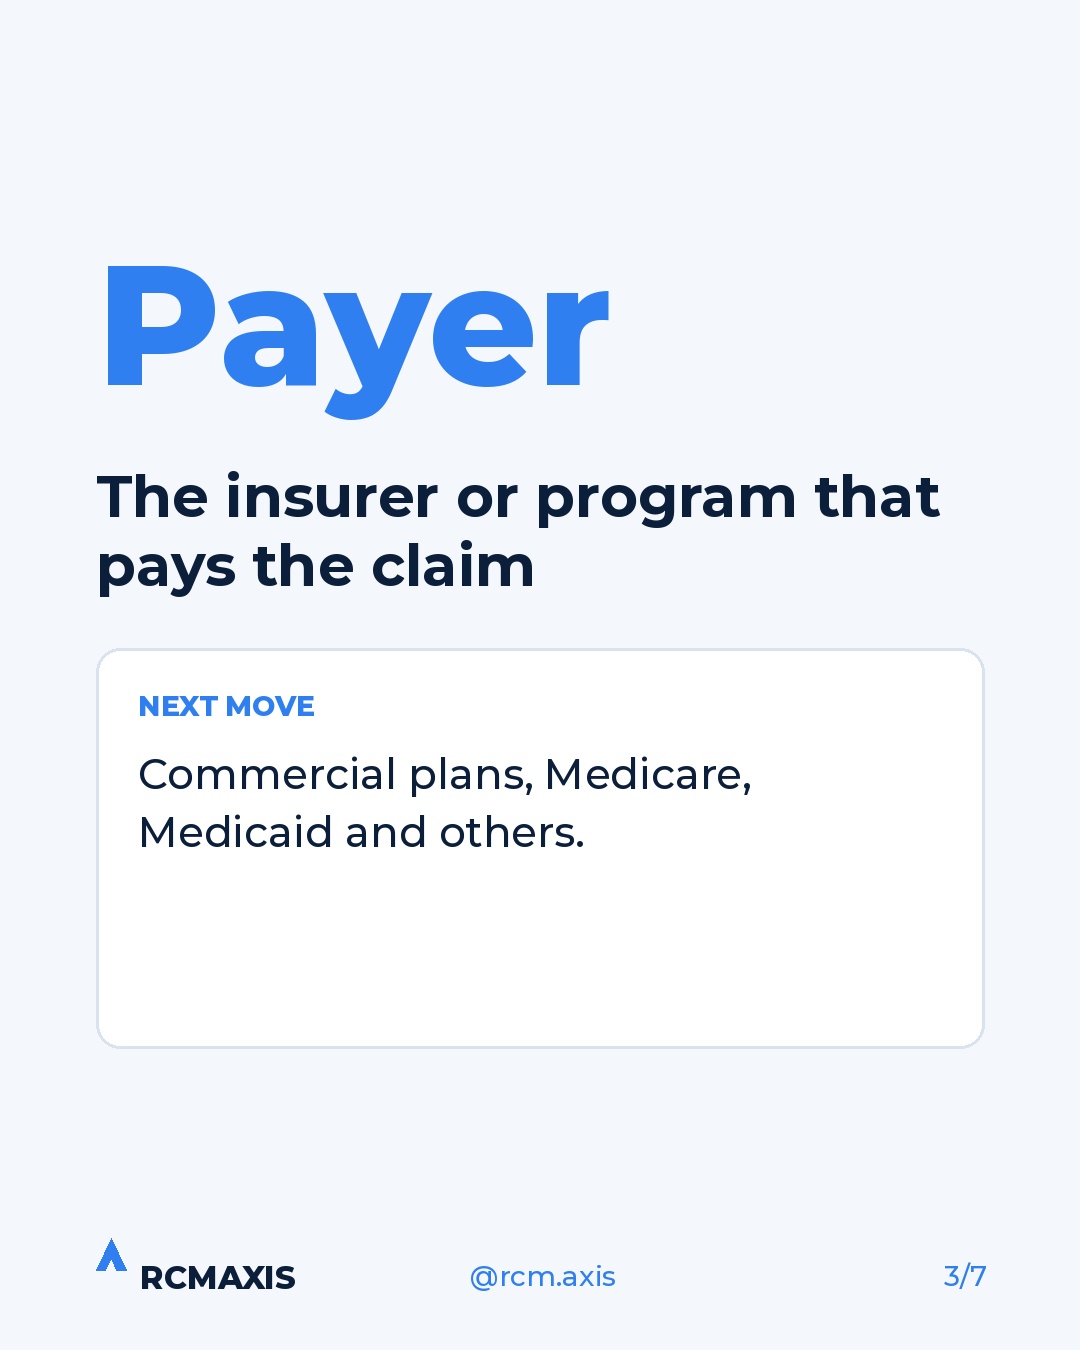 Payer
The insurer or program that
pays the claim
NEXT MOVE
Commercial plans, Medicare,
Medicaid and others.
RCMAXIS
@rcm.axis
3/7